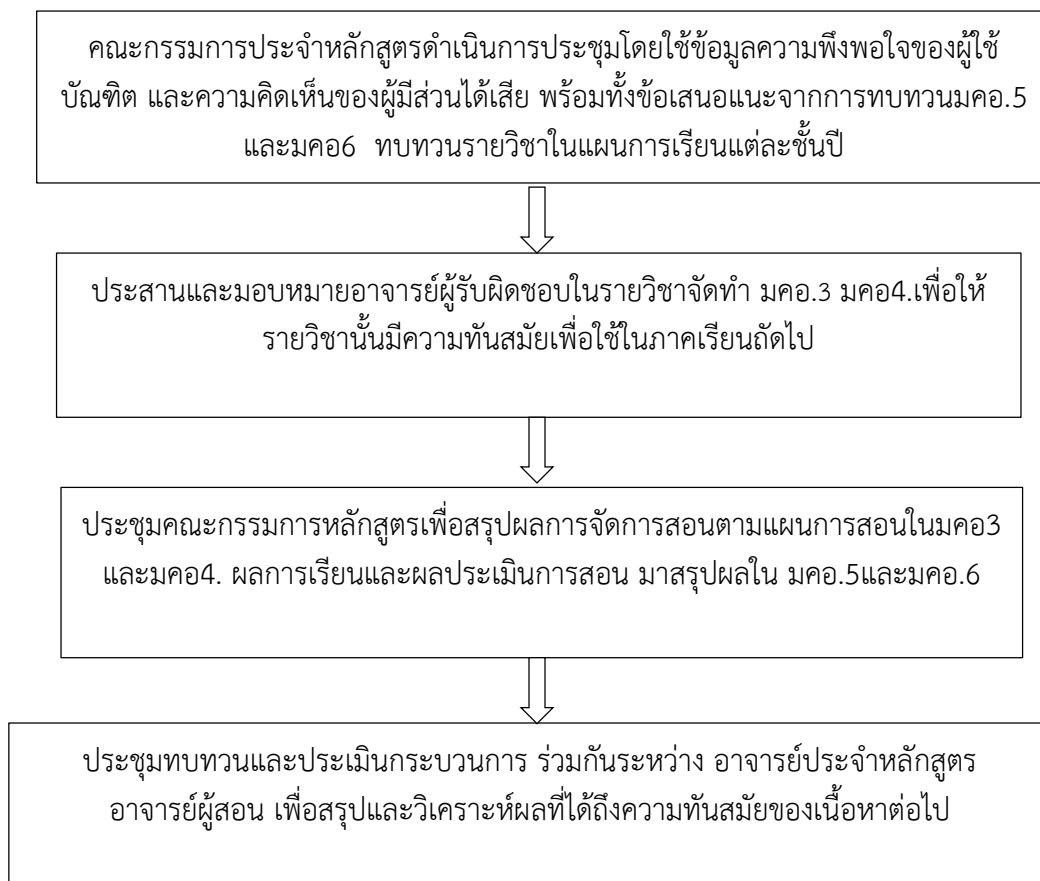 คณะกรรมการประจำหลักสูตรดำเนินการประชุมโดยใช้ข้อมูลความพึงพอใจของผู้ใช้
บัณฑิต และความคิดเห็นของผู้มีส่วนได้เสีย พร้อมทั้งข้อเสนอแนะจากการทบทวนมคอ.5
และมคอ6 ทบทวนรายวิชาในแผนการเรียนแต่ละชั้นปี
ประสานและมอบหมายอาจารย์ผู้รับผิดชอบในรายวิชาจัดทำ มคอ.3 มคอ4.เพื่อให้
รายวิชานั้นมีความทันสมัยเพื่อใช้ในภาคเรียนถัดไป
ประชุมคณะกรรมการหลักสูตรเพื่อสรุปผลการจัดการสอนตามแผนการสอนในมคอ3
และมคอ4. ผลการเรียนและผลประเมินการสอน มาสรุปผลใน มคอ.5และมคอ.6
ประชุมทบทวนและประเมินกระบวนการ ร่วมกันระหว่าง อาจารย์ประจำหลักสูตร
อาจารย์ผู้สอน เพื่อสรุปและวิเคราะห์ผลที่ได้ถึงความทันสมัยของเนื้อหาต่อไป